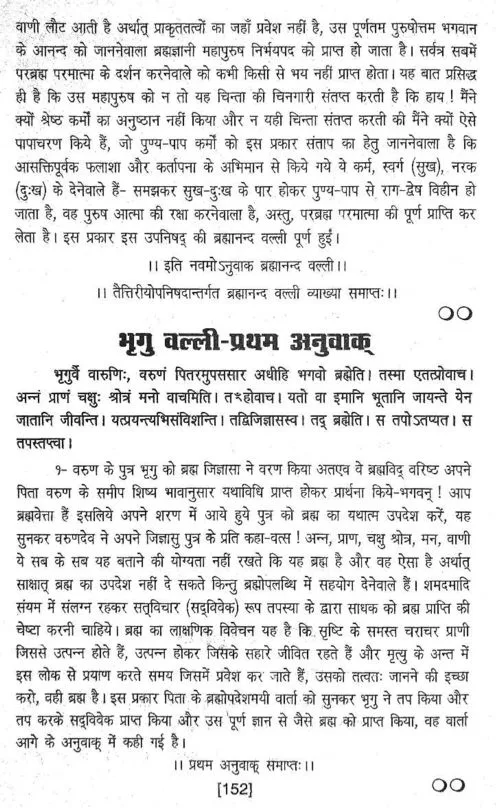 वाणी लौट आती है अर्थात् प्राकृततत्वों का जहाँ प्रवेश नहीं है, उस पूर्णतम पुरुषोत्तम भगवान
के आनन्द को जाननेवाला ब्रह्मज्ञानी महापुरुष निर्भयपद को प्राप्त हो जाता है। सर्वत्र सबमें
परब्रह्म परमात्मा के दर्शन करनेवाले को कभी किसी से भय नहीं प्राप्त होता। यह बात प्रसिद्ध
ही है कि उस महापुरुष को न तो यह चिन्ता की चिनगारी संतप्त करती है कि हाय ! मैंने
क्यों श्रेष्ठ कर्मों का अनुष्ठान नहीं किया और न यही चिन्ता संतप्त करती की मैंने क्यों ऐसे
पापाचरण किये हैं, जो पुण्य-पाप कर्मों को इस प्रकार संताप का हेतु जाननेवाला है कि
आसक्तिपूर्वक फलाशा और कर्तापना के अभिमान से किये गये ये कर्म, स्वर्ग (सुख), नरक
(दुःख) के देनेवाले हैं- समझकर सुख-दुःख के पार होकर पुण्य-पाप से राग-द्वेष विहीन हो
जाता है, वह पुरुष आत्मा की रक्षा करनेवाला है, अस्तु, परब्रह्म परमात्मा की पूर्ण प्राप्ति कर
लेता है। इस प्रकार इस उपनिषद् की ब्रह्मानन्द वल्ली पूर्ण हुई।
।। इति नवमोऽनुवाक ब्रह्मानन्द वल्ली।।
।। तैत्तिरीयोपनिषदान्तर्गत ब्रह्मानन्द वल्ली व्याख्या समाप्तः।।
भृगु वल्ली-प्रथम अनुवाक्
भृगुर्वै वारुणिः, वरुणं पितरमुपससार अधीहि भगवो ब्रह्मेति। तस्मा एतत्प्रोवाच।
अन्नं प्राणं चक्षुः श्रोत्रं मनो वाचमिति। तꣳहोवाच। यतो वा इमानि भूतानि जायन्ते येन
जातानि जीवन्ति। यत्प्रयन्त्यभिसंविशन्ति। तद्विजिज्ञासस्व। तद् ब्रह्मेति। स तपोऽतप्यत। स
तपस्तप्त्वा।
१- वरुण के पुत्र भृगु को ब्रह्म जिज्ञासा ने वरण किया अतएव वे ब्रह्मविद् वरिष्ठ अपने
पिता वरुण के समीप शिष्य भावानुसार यथाविधि प्राप्त होकर प्रार्थना किये-भगवन् ! आप
ब्रह्मवेत्ता हैं इसलिये अपने शरण में आये हुये पुत्र को ब्रह्म का यथात्म उपदेश करें, यह
सुनकर वरुणदेव ने अपने जिज्ञासु पुत्र के प्रति कहा-वत्स ! अन्न, प्राण, चक्षु श्रोत्र, मन, वाणी
ये सब के सब यह बताने की योग्यता नहीं रखते कि यह ब्रह्म है और वह ऐसा है अर्थात्
साक्षात् ब्रह्म का उपदेश नहीं दे सकते किन्तु ब्रह्मोपलब्धि में सहयोग देनेवाले हैं। शमदमादि
संयम में संलग्न रहकर सत्‌विचार (सद्‌विवेक) रूप तपस्या के द्वारा साधक को ब्रह्म प्राप्ति की
चेष्टा करनी चाहिये। ब्रह्म का लाक्षणिक विवेचन यह है कि सृष्टि के समस्त चराचर प्राणी
जिससे उत्पन्न होते हैं, उत्पन्न होकर जिसके सहारे जीवित रहते हैं और मृत्यु के अन्त में
इस लोक से प्रयाण करते समय जिसमें प्रवेश कर जाते हैं, उसको तत्वतः जानने की इच्छा
करो, वही ब्रह्म है। इस प्रकार पिता के ब्रह्मोपदेशमयी वार्ता को सुनकर भृगु ने तप किया और
तप करके सद्‌विवेक प्राप्त किया और उस पूर्ण ज्ञान से जैसे ब्रह्म को प्राप्त किया, वह वार्ता
आगे के अनुवाक् में कही गई है।
।। प्रथम अनुवाक् समाप्तः।।
[152]